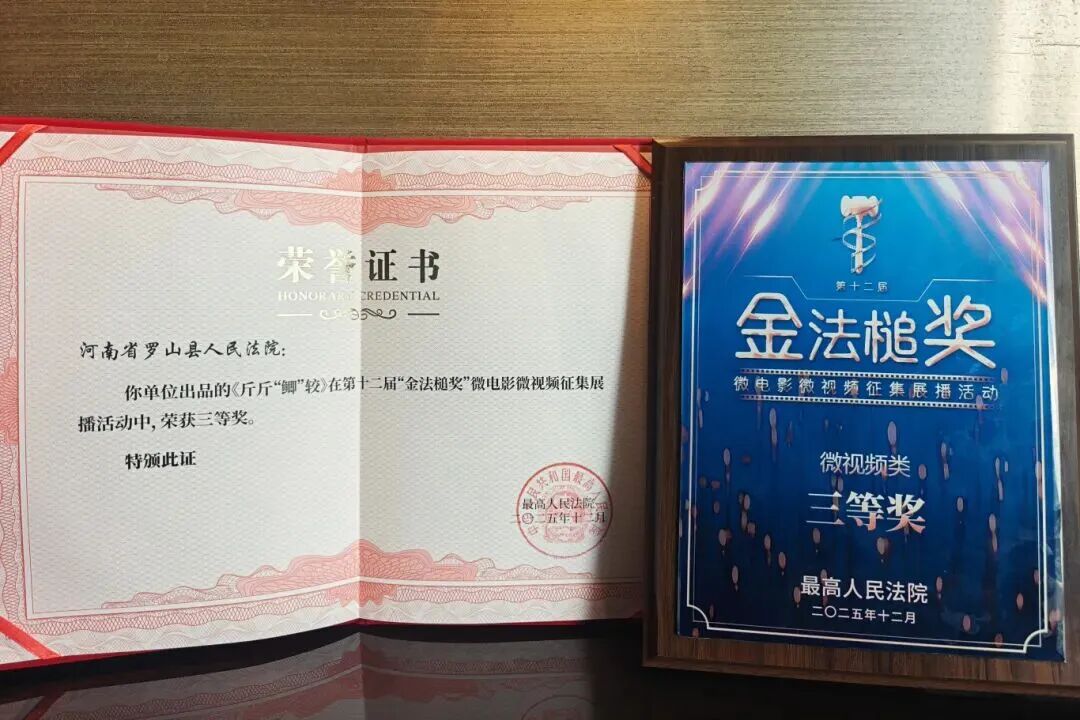 荣誉证书
HONORARY CREDENTIAL
河南省罗山县人民法院:
你单位出品的《斤斤“鲫”较》在第十二届“金法槌奖”微电影微视频征集展
播活动中,荣获三等奖。
特颁此证
最高人民法院
二〇二五年十二月
第十二届
金法槌奖
微电影微视频征集展播活动
微视频类
三等奖
最高人民法院
二〇二五年十二月